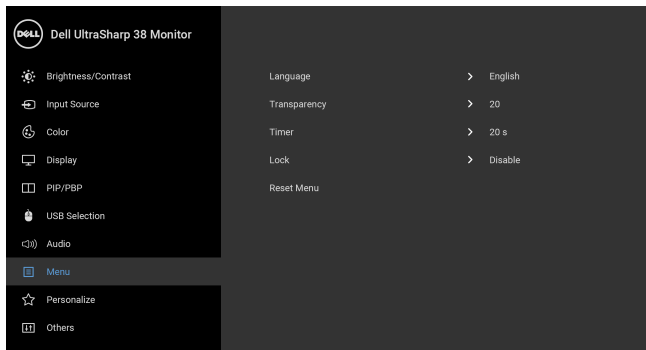 DELL Dell UltraSharp 38 Monitor
Brightness/Contrast
Input Source
Color
Display
PIP/PBP
USB Selection
Audio
Menu
Personalize
Others
Language > English
Transparency > 20
Timer > 20 s
Lock > Disable
Reset Menu